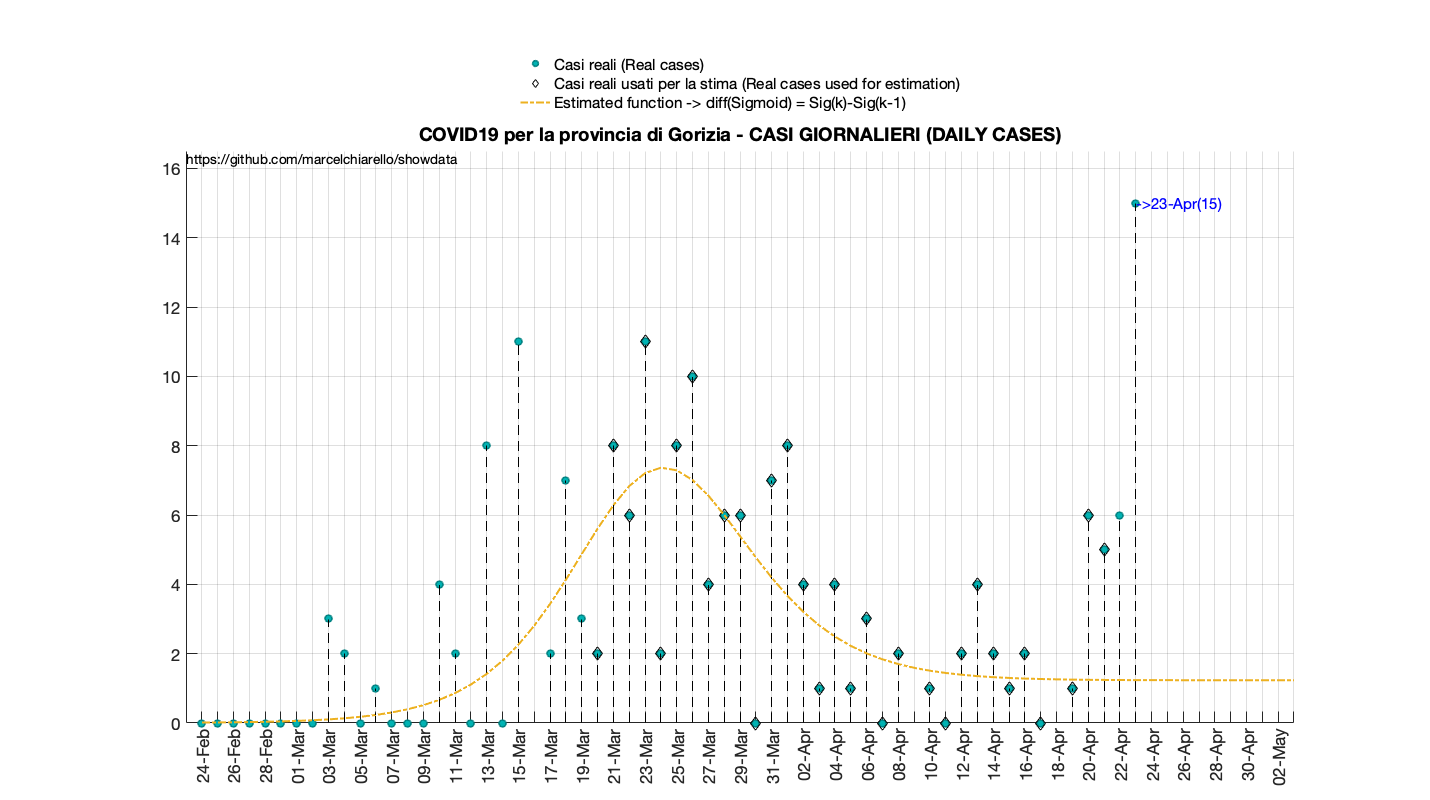 Casi reali (Real cases)
Casi reali usati per la stima (Real cases used for estimation)
Estimated function -> diff(Sigmoid) = Sig(k)-Sig(k-1)
COVID19 per la provincia di Gorizia - CASI GIORNALIERI (DAILY CASES)
https://github.com/marcelchiarello/showdata
16
14
12
10
8
6
4
2
0
->23-Apr(15)
24-Feb
26-Feb
28-Feb
01-Mar
03-Mar
05-Mar
07-Mar
09-Mar
11-Mar
13-Mar
15-Mar
17-Mar
19-Mar
21-Mar
23-Mar
25-Mar
27-Mar
29-Mar
31-Mar
02-Apr
04-Apr
06-Apr
08-Apr
10-Apr
12-Apr
14-Apr
16-Apr
18-Apr
20-Apr
22-Apr
24-Apr
26-Apr
28-Apr
30-Apr
02-May